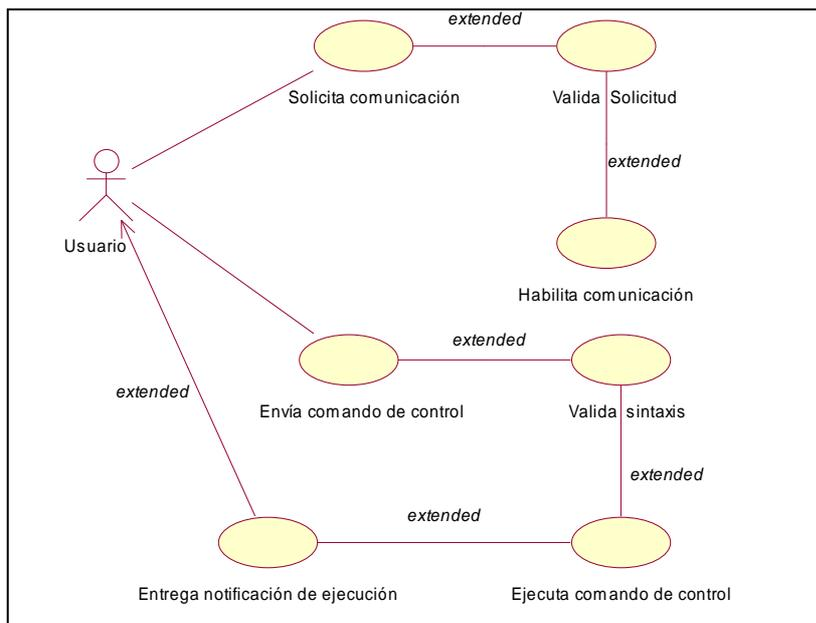 extended
Solicita comunicación
Valida Solicitud
extended
Usuario
Habilita comunicación
extended
extended
Envía comando de control
Valida sintaxis
extended
extended
Entrega notificación de ejecución
Ejecuta comando de control